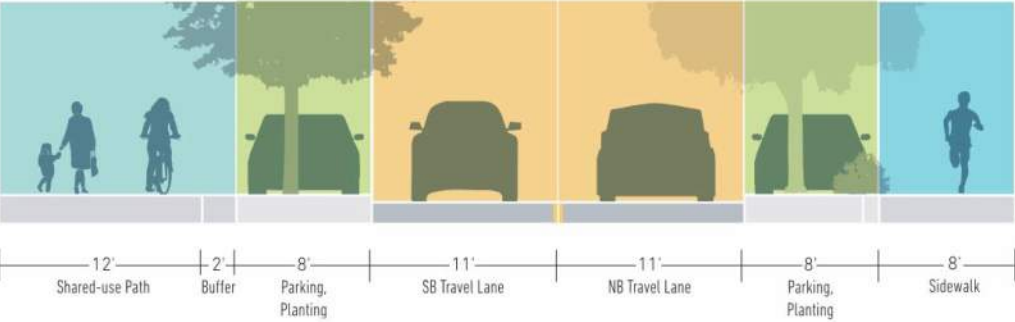 12'
2'
8'
11'
11'
8'
8'
Shared-use Path
Buffer
Parking,
Planting
SB Travel Lane
NB Travel Lane
Parking,
Planting
Sidewalk